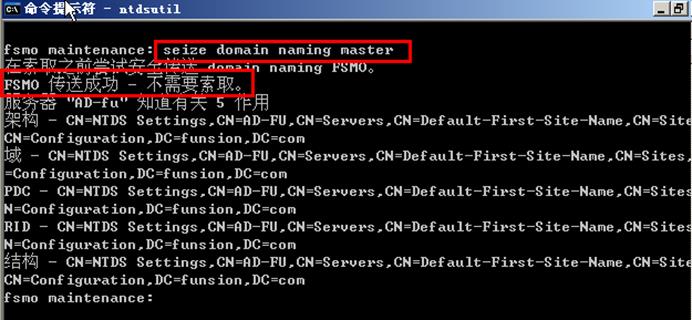 命令提示符 - ntdsutil
fsmo maintenance: seize domain naming master
在索取之前尝试安全传送 domain naming FSMO。
FSMO 传送成功 - 不需要索取。
服务器 "AD-fu" 知道有关 5 作用
架构 - CN=NTDS Settings,CN=AD-FU,CN=Servers,CN=Default-First-Site-Name,CN=Sites
CN=Configuration,DC=funsion,DC=com
域 - CN=NTDS Settings,CN=AD-FU,CN=Servers,CN=Default-First-Site-Name,CN=Sites,
=Configuration,DC=funsion,DC=com
PDC - CN=NTDS Settings,CN=AD-FU,CN=Servers,CN=Default-First-Site-Name,CN=Sites
N=Configuration,DC=funsion,DC=com
RID - CN=NTDS Settings,CN=AD-FU,CN=Servers,CN=Default-First-Site-Name,CN=Sites
N=Configuration,DC=funsion,DC=com
结构 - CN=NTDS Settings,CN=AD-FU,CN=Servers,CN=Default-First-Site-Name,CN=Sites
CN=Configuration,DC=funsion,DC=com
fsmo maintenance: